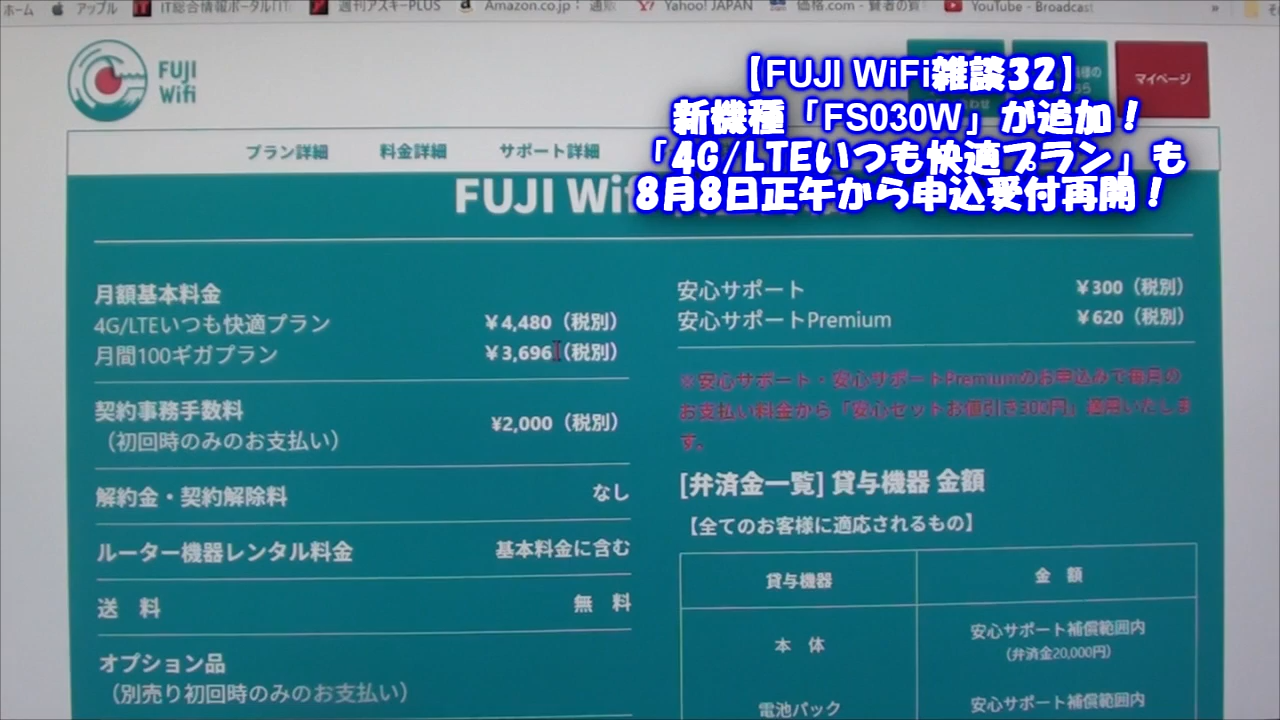 ホーム
アップル
IT総合情報ポータル「IT
週刊アスキーPLUS
Amazon.co.jp： 通販
Yahoo! JAPAN
価格.com - 賢者の買
YouTube - Broadcast
»
FUJI
Wifi
マイページ
【FUJI WiFi雑談32】
新機種「FS030W」が追加！
「4G/LTEいつも快適プラン」も
8月8日正午から申込受付再開！
プラン詳細
料金詳細
サポート詳細
FUJI Wif
月額基本料金
4G/LTEいつも快適プラン ￥4,480（税別）
月間100ギガプラン ￥3,696（税別）
契約事務手数料
（初回時のみのお支払い）
¥2,000（税別）
解約金・契約解除料 なし
ルーター機器レンタル料金 基本料金に含む
送　料 無　料
オプション品
（別売り初回時のみのお支払い）
安心サポート ￥300（税別）
安心サポートPremium ￥620（税別）
※安心サポート・安心サポートPremiumのお申込みで毎月の
お支払い料金から「安心セットお値引き300円」適用いたしま
す。
[弁済金一覧] 貸与機器 金額
【全てのお客様に適応されるもの】
貸与機器 金　額
本　体 安心サポート補償範囲内
（弁済金20,000円）
電池パック 安心サポート補償範囲内